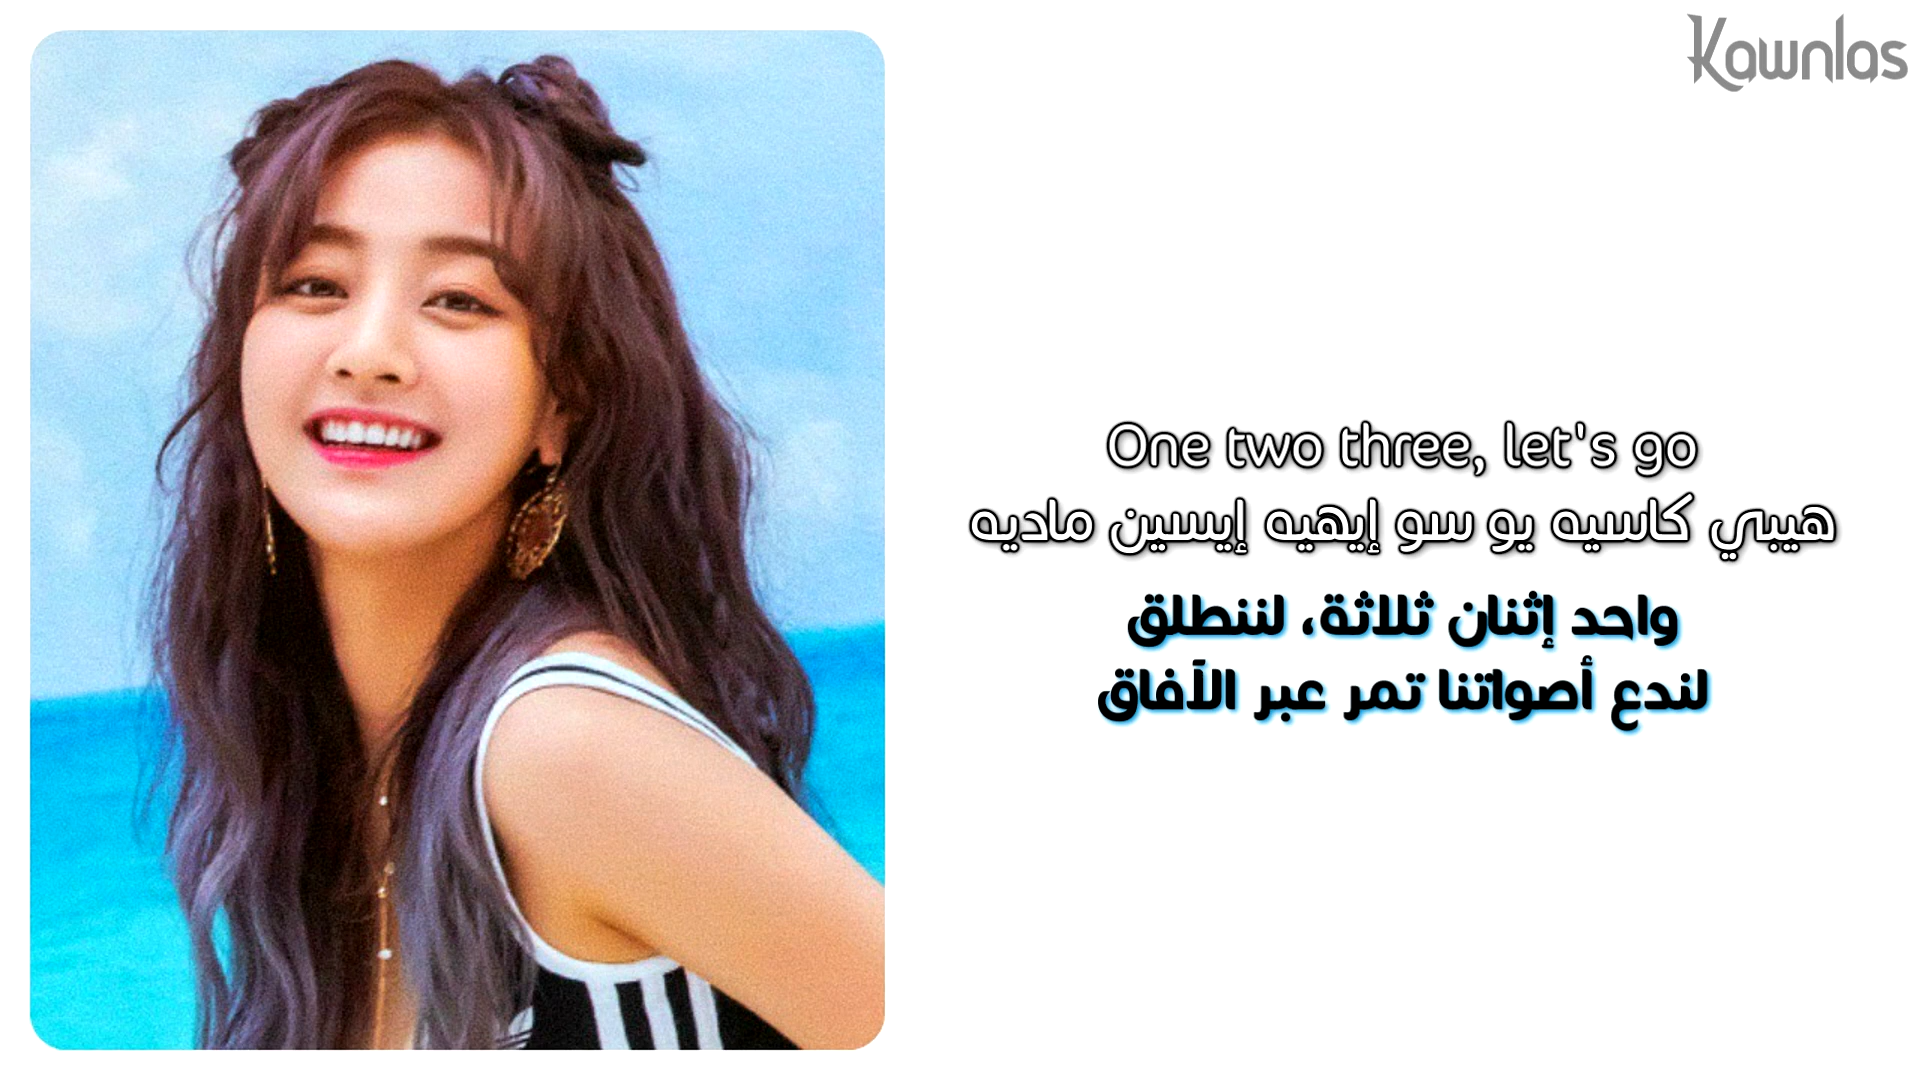 Kawnlas
One two three, let's go
هيبي كاسيه يو سو إيهيه إيسين ماديه
واحد إثنان ثلاثة، لننطلق
لندع أصواتنا تمر عبر الآفاق